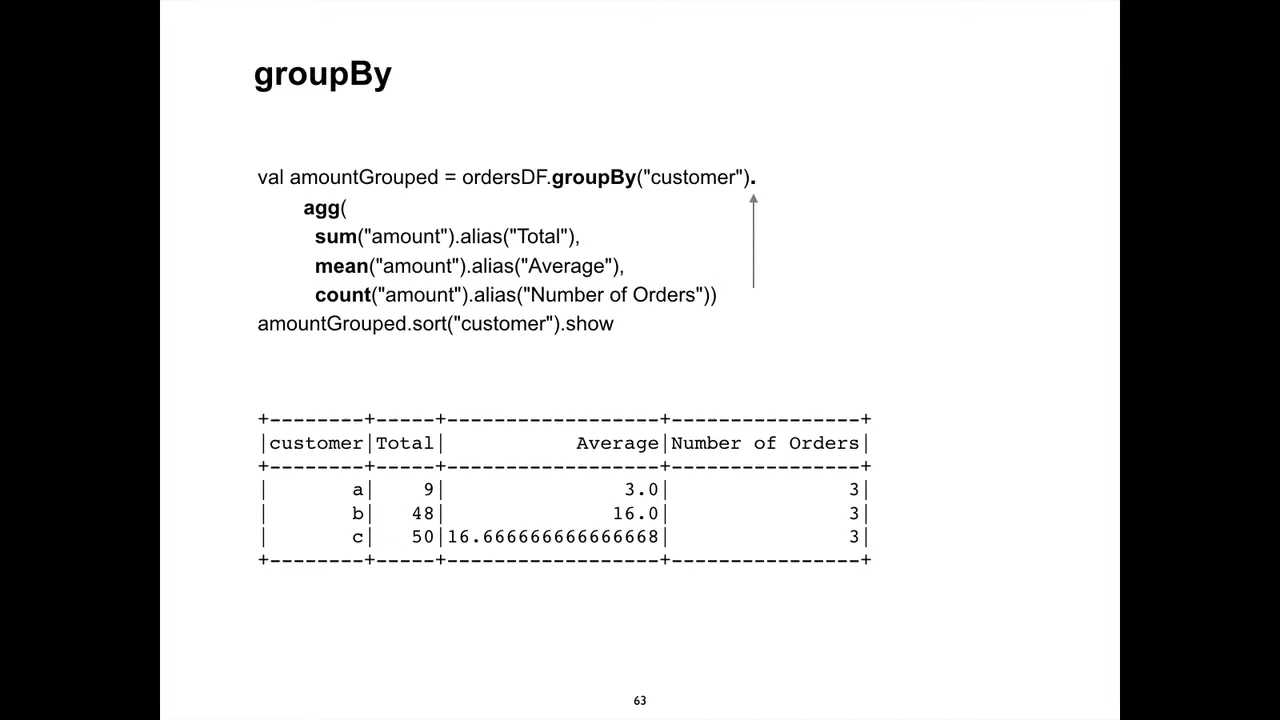 groupBy
val amountGrouped = ordersDF.groupBy("customer").
agg(
sum("amount").alias("Total"),
mean("amount").alias("Average"),
count("amount").alias("Number of Orders"))
amountGrouped.sort("customer").show
+--------+-----+------------------+----------------+
|customer|Total|           Average|Number of Orders|
+--------+-----+------------------+----------------+
|       a|    9|               3.0|               3|
|       b|   48|              16.0|               3|
|       c|   50|16.666666666666668|               3|
+--------+-----+------------------+----------------+
63